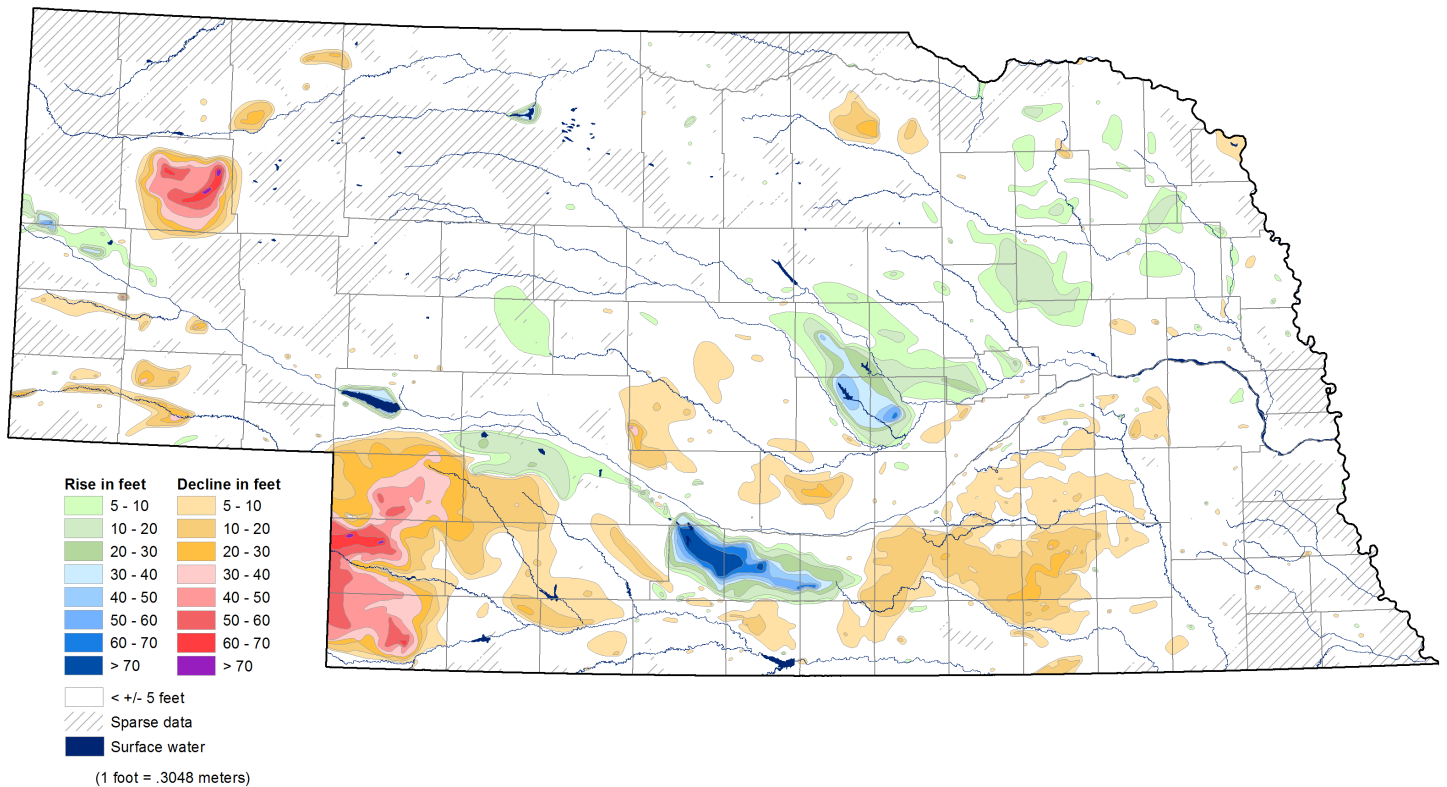 Rise in feet Decline in feet
5 - 10 5 - 10
10 - 20 10 - 20
20 - 30 20 - 30
30 - 40 30 - 40
40 - 50 40 - 50
50 - 60 50 - 60
60 - 70 60 - 70
> 70 > 70
< +/- 5 feet
Sparse data
Surface water
(1 foot = .3048 meters)